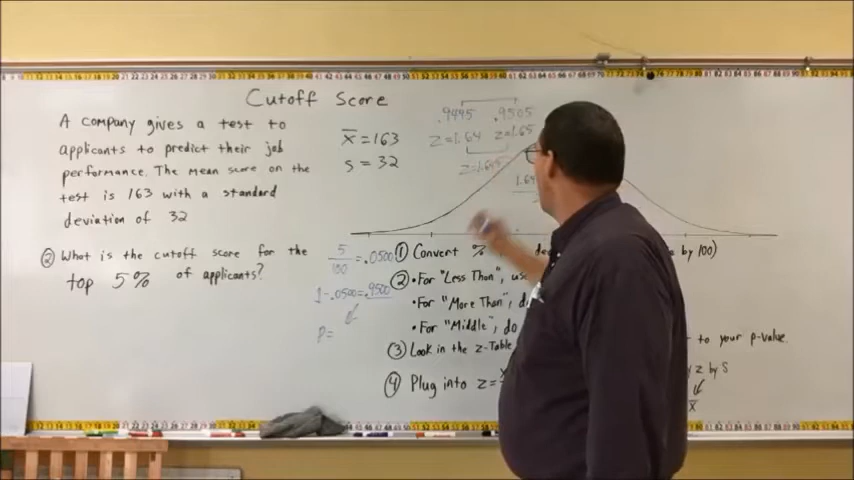 Cutoff Score
A company gives a test to
applicants to predict their job
performance. The mean score on the
test is 163 with a standard
deviation of 32
② What is the cutoff score for the
top 5% of applicants?
x̄ = 163
s = 32
.9495 .9505
z=1.64 z=1.65
z=1.645
1.64
5/100 = .0500
1-.0500=.9500
P=
① Convert % de by 100)
② • For "Less Than", use
• For "More Than", d
• For "Middle", do
③ Look in the z-Table to your p-value.
④ Plug into z= z by S
x̄